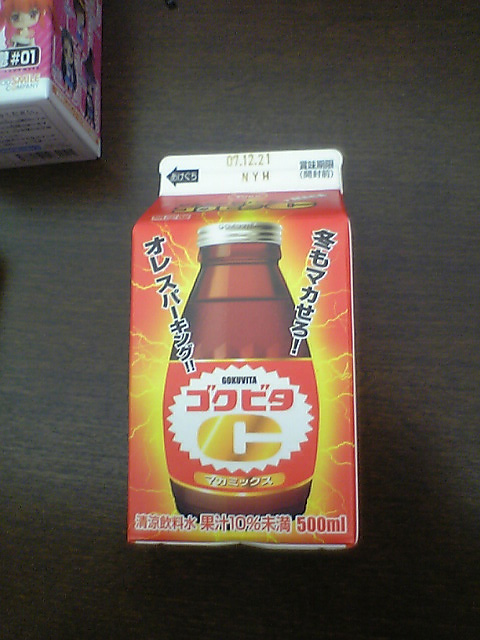 #01
SMILE
COMPANY
07.12.21
NYH
あけぐち
賞味期限
(開封前)
冬もマカせろ!
オレ スパーキング!!
GOKUVITA
ゴクビタ
C
マカミックス
清涼飲料水 果汁10%未満 500ml